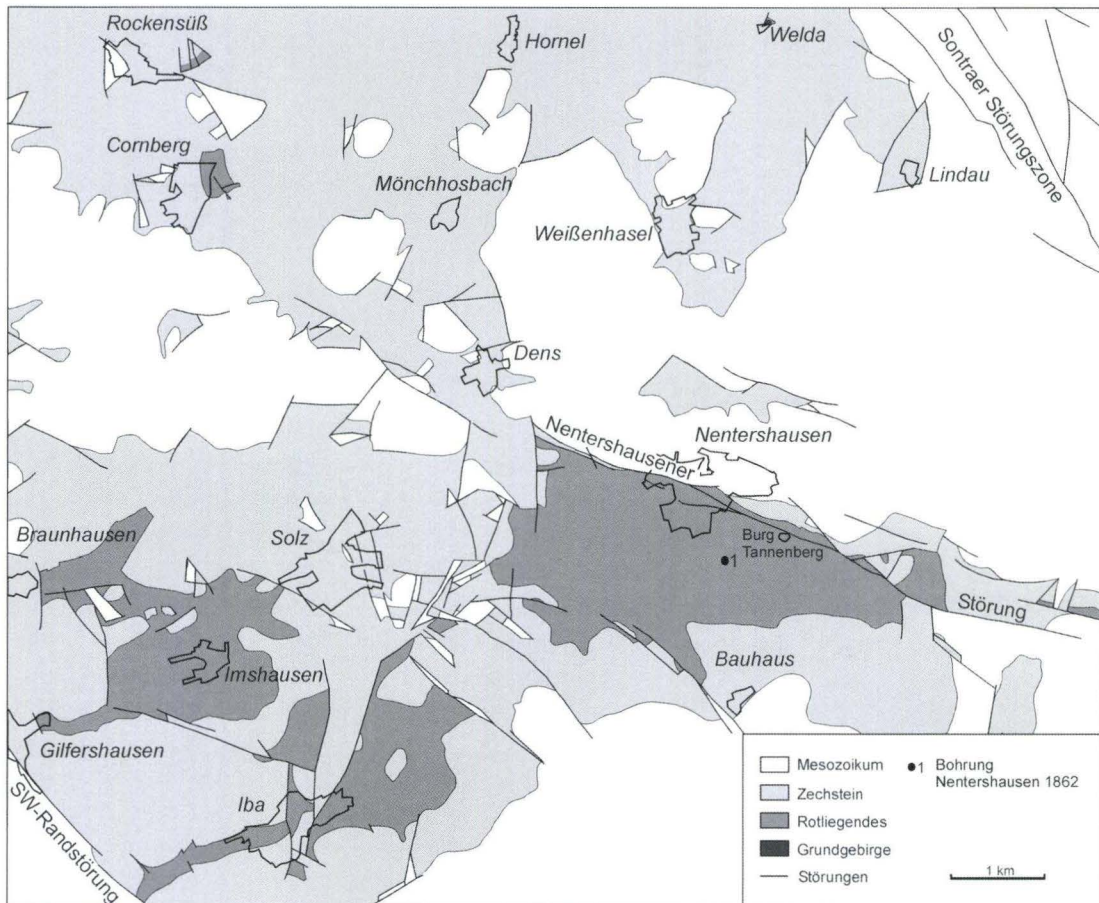 Rockensüß
Hornel
Welda
Sontraer Störungszone
Cornberg
Mönchhosbach
Lindau
Weißenhasel
Dens
Nentershausener
Nentershausen
Braunhausen
Solz
Burg
Tannenberg
1
Störung
Imshausen
Bauhaus
Gilfershausen
SW-Randstörung
Iba
Mesozoikum
Zechstein
Rotliegendes
Grundgebirge
Störungen
1 Bohrung
Nentershausen 1862
1 km